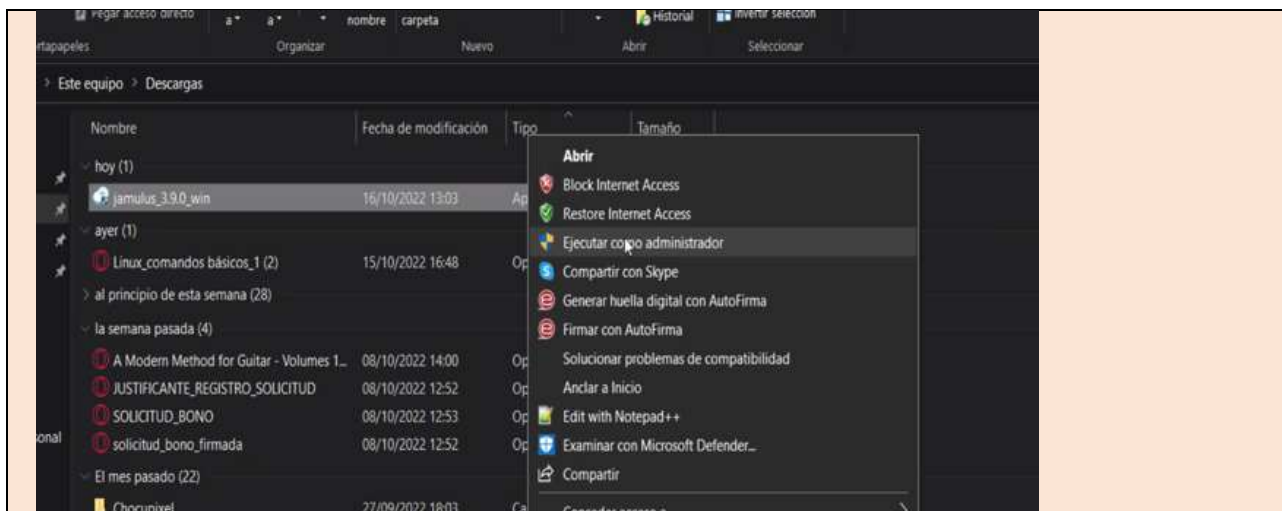 Pegar acceso directo
nombre carpeta
Historial
Invertir selección
rtapapeles Organizar Nuevo Abrir Seleccionar
> Este equipo > Descargas
Nombre Fecha de modificación Tipo Tamaño
hoy (1)
jamulus_3.9.0_win 16/10/2022 13:03 Ap
ayer (1)
Linux_comandos básicos_1 (2) 15/10/2022 16:48 Op
al principio de esta semana (28)
la semana pasada (4)
A Modern Method for Guitar - Volumes 1... 08/10/2022 14:00 Op
JUSTIFICANTE_REGISTRO_SOLICITUD 08/10/2022 12:52 Op
SOLICITUD_BONO 08/10/2022 12:53 Op
sonal
solicitud_bono_firmada 08/10/2022 12:52 Op
El mes pasado (22)
Chocupixel 27/09/2022 18:03 Ca
Abrir
Block Internet Access
Restore Internet Access
Ejecutar como administrador
Compartir con Skype
Generar huella digital con AutoFirma
Firmar con AutoFirma
Solucionar problemas de compatibilidad
Anclar a Inicio
Edit with Notepad++
Examinar con Microsoft Defender...
Compartir
Conceder acceso a